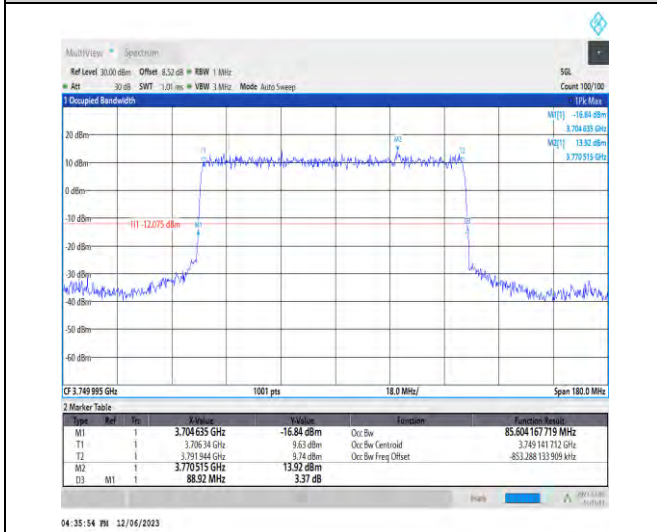 MultiView Spectrum
Ref Level 30.00 dBm Offset 8.52 dB RBW 1 MHz SGL
Att 30 dB SWT 1.01 ms VBW 3 MHz Mode Auto Sweep Count 100/100
1 Occupied Bandwidth 1Pk Max
M1[1] -16.84 dBm
3.704 635 GHz
M2[1] 13.92 dBm
3.770 515 GHz
20 dBm
T1 M2 T2
10 dBm
0 dBm
-10 dBm
H1 -12.075 dBm
M1 D3
-20 dBm
-30 dBm
-40 dBm
-50 dBm
-60 dBm
CF 3.749 995 GHz 1001 pts 18.0 MHz/ Span 180.0 MHz
2 Marker Table
Type Ref Trc X-Value Y-Value Function Function Result
M1 1 3.704 635 GHz -16.84 dBm Occ Bw 85.604 167 719 MHz
T1 1 3.706 34 GHz 9.63 dBm Occ Bw Centroid 3.749 141 712 GHz
T2 1 3.791 944 GHz 9.74 dBm Occ Bw Freq Offset -853.288 133 909 kHz
M2 1 3.770 515 GHz 13.92 dBm
D3 M1 1 88.92 MHz 3.37 dB
04:35:54 PM 12/06/2023